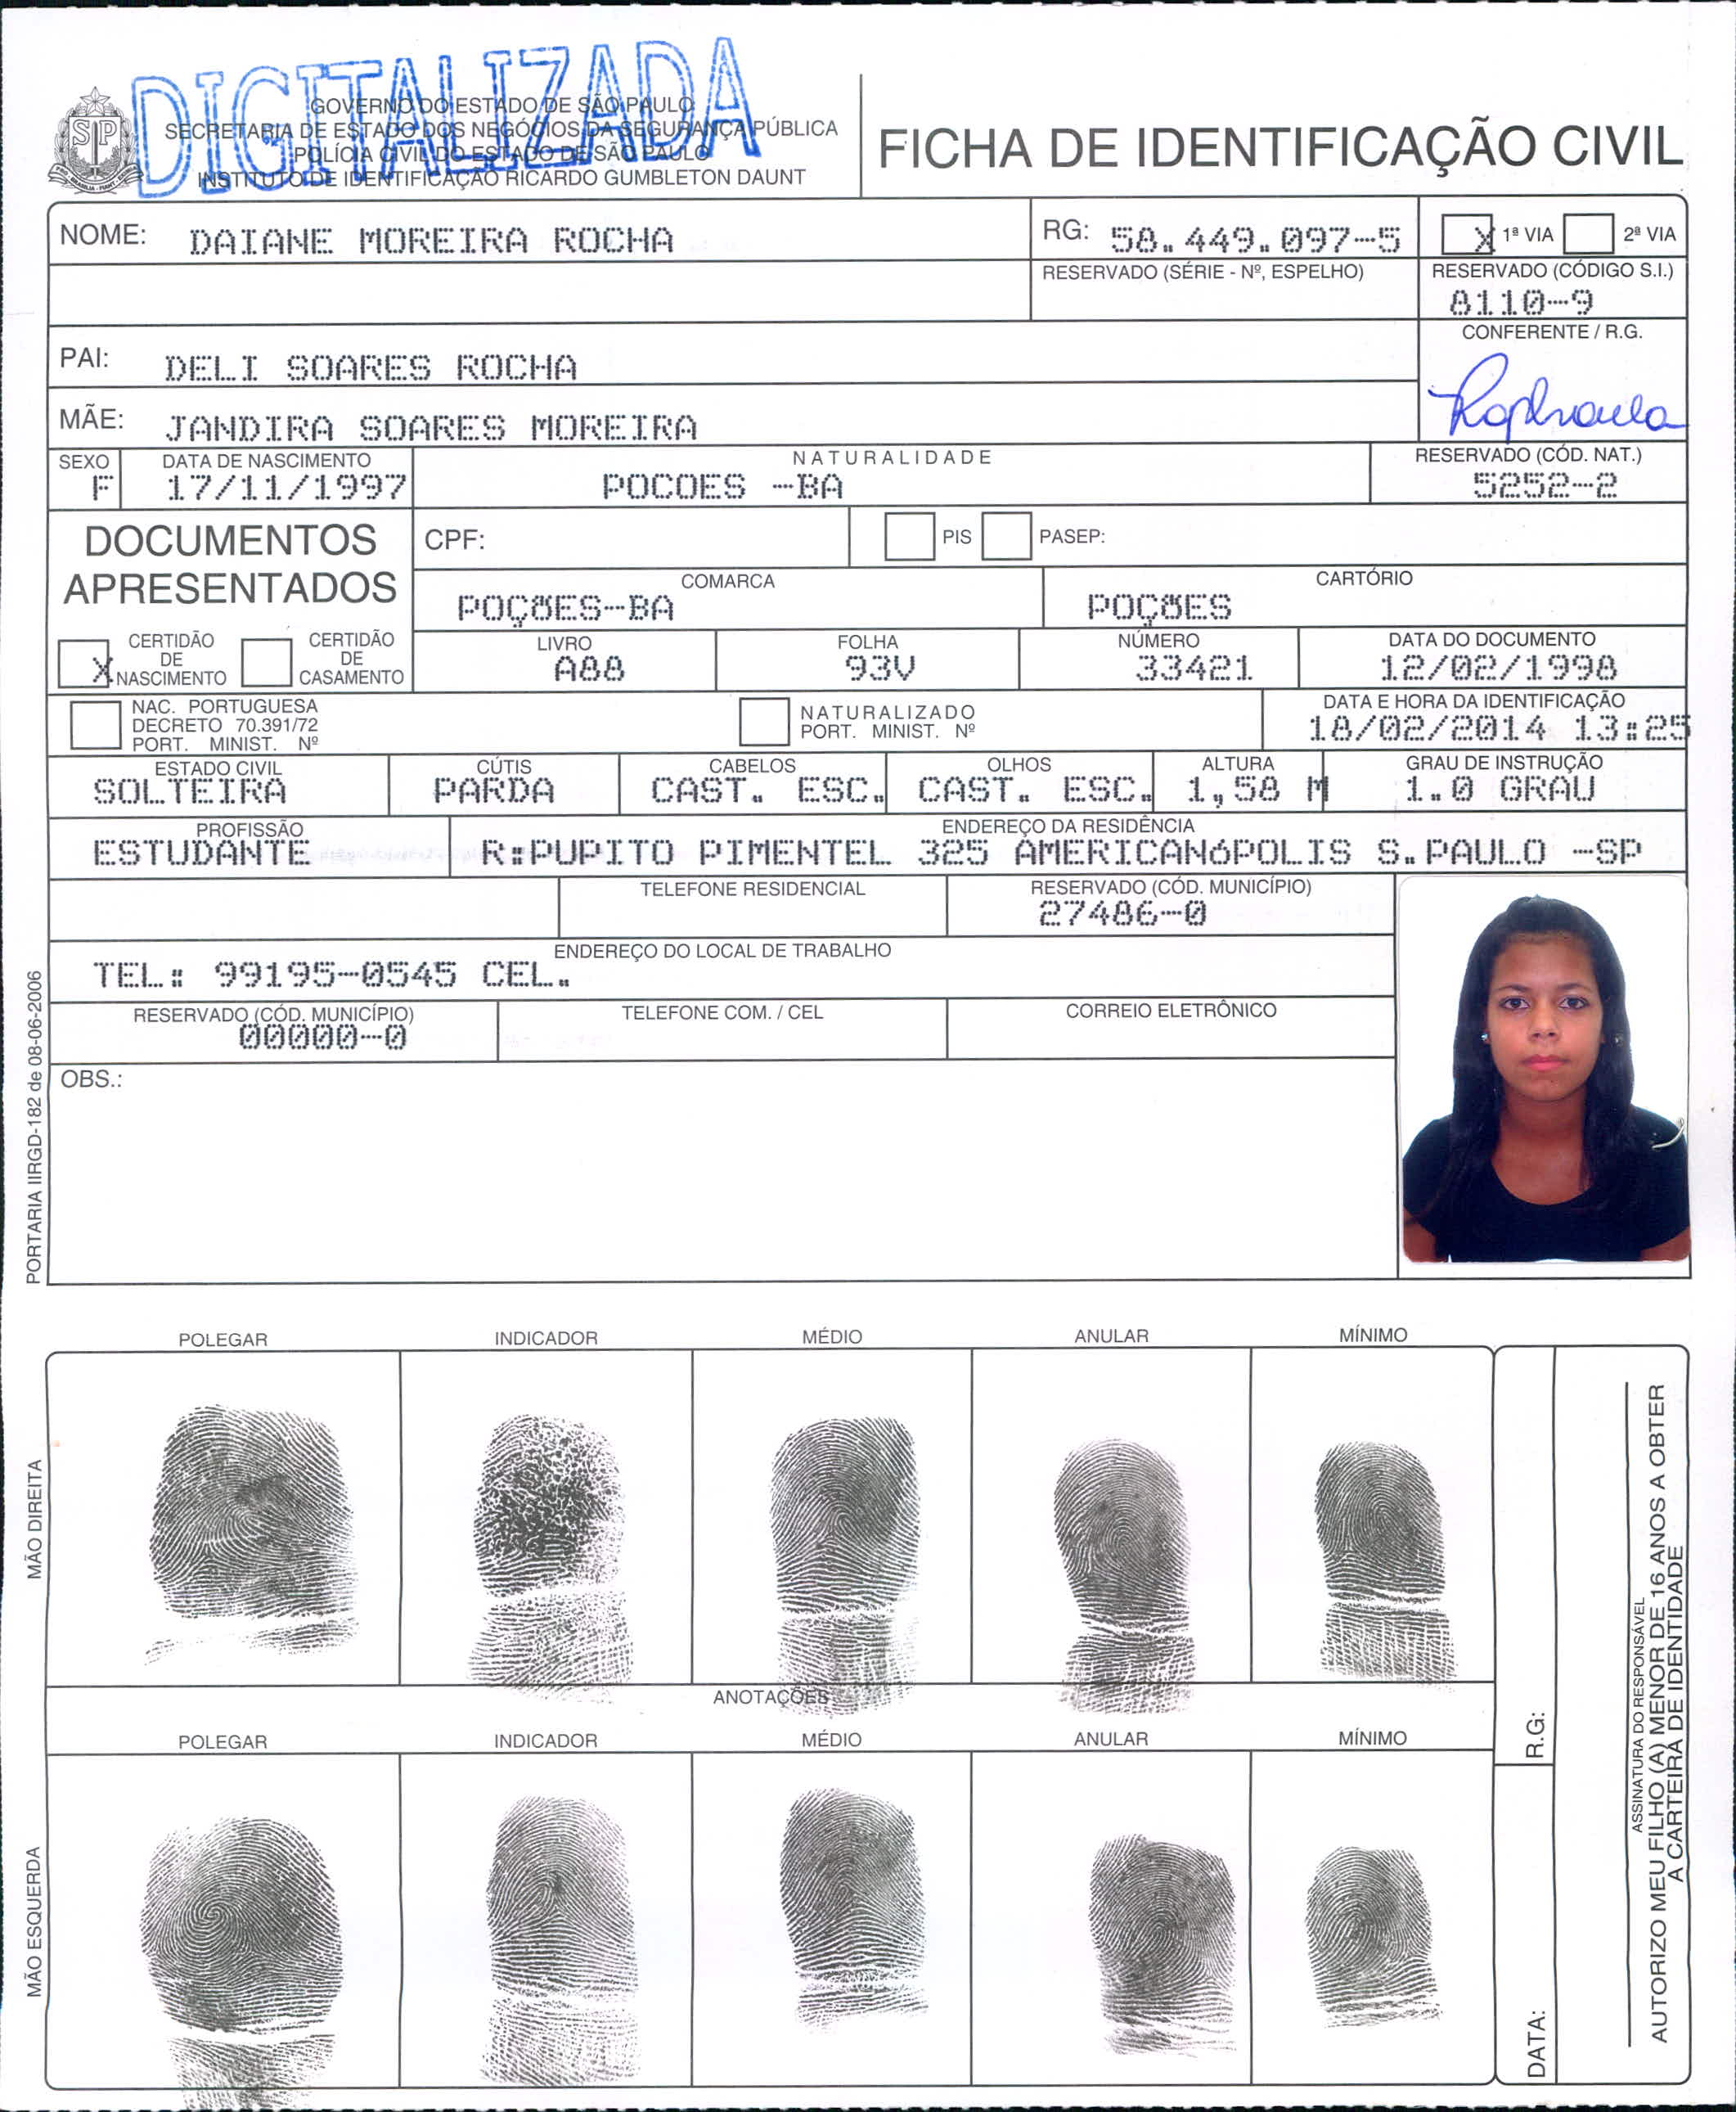 DIGITALIZADA
GOVERNO DO ESTADO DE SÃO PAULO
SECRETARIA DE ESTADO DOS NEGÓCIOS DA SEGURANÇA PÚBLICA
POLÍCIA CIVIL DO ESTADO DE SÃO PAULO
INSTITUTO DE IDENTIFICAÇÃO RICARDO GUMBLETON DAUNT
FICHA DE IDENTIFICAÇÃO CIVIL
NOME: DAIANE MOREIRA ROCHA
RG: 58.449.097-5
X 1ª VIA 2ª VIA
RESERVADO (SÉRIE - Nº, ESPELHO)
RESERVADO (CÓDIGO S.I.)
8110-9
PAI: DELI SOARES ROCHA
CONFERENTE / R.G.
MÃE: JANDIRA SOARES MOREIRA
SEXO DATA DE NASCIMENTO NATURALIDADE RESERVADO (CÓD. NAT.)
F 17/11/1997 POCOES -BA 5252-2
DOCUMENTOS
APRESENTADOS
CPF: PIS PASEP:
COMARCA CARTÓRIO
POÇÕES-BA POÇÕES
X CERTIDÃO
DE
NASCIMENTO
CERTIDÃO
DE
CASAMENTO
LIVRO FOLHA NÚMERO DATA DO DOCUMENTO
A88 93V 33421 12/02/1998
NAC. PORTUGUESA
DECRETO 70.391/72
PORT. MINIST. Nº
NATURALIZADO
PORT. MINIST. Nº
DATA E HORA DA IDENTIFICAÇÃO
18/02/2014 13:25
ESTADO CIVIL CÚTIS CABELOS OLHOS ALTURA GRAU DE INSTRUÇÃO
SOLTEIRA PARDA CAST. ESC. CAST. ESC. 1,58 M 1.0 GRAU
PROFISSÃO ENDEREÇO DA RESIDÊNCIA
ESTUDANTE R:PUPITO PIMENTEL 325 AMERICANóPOLIS S.PAULO -SP
TELEFONE RESIDENCIAL RESERVADO (CÓD. MUNICÍPIO)
27486-0
ENDEREÇO DO LOCAL DE TRABALHO
TEL: 99195-0545 CEL.
RESERVADO (CÓD. MUNICÍPIO) TELEFONE COM. / CEL CORREIO ELETRÔNICO
00000-0
OBS.:
PORTARIA IIRGD-182 de 08-06-2006
POLEGAR INDICADOR MÉDIO ANULAR MÍNIMO
MÃO DIREITA
ANOTAÇÕES
POLEGAR INDICADOR MÉDIO ANULAR MÍNIMO
MÃO ESQUERDA
R.G:
DATA:
ASSINATURA DO RESPONSÁVEL
AUTORIZO MEU FILHO (A) MENOR DE 16 ANOS A OBTER
A CARTEIRA DE IDENTIDADE